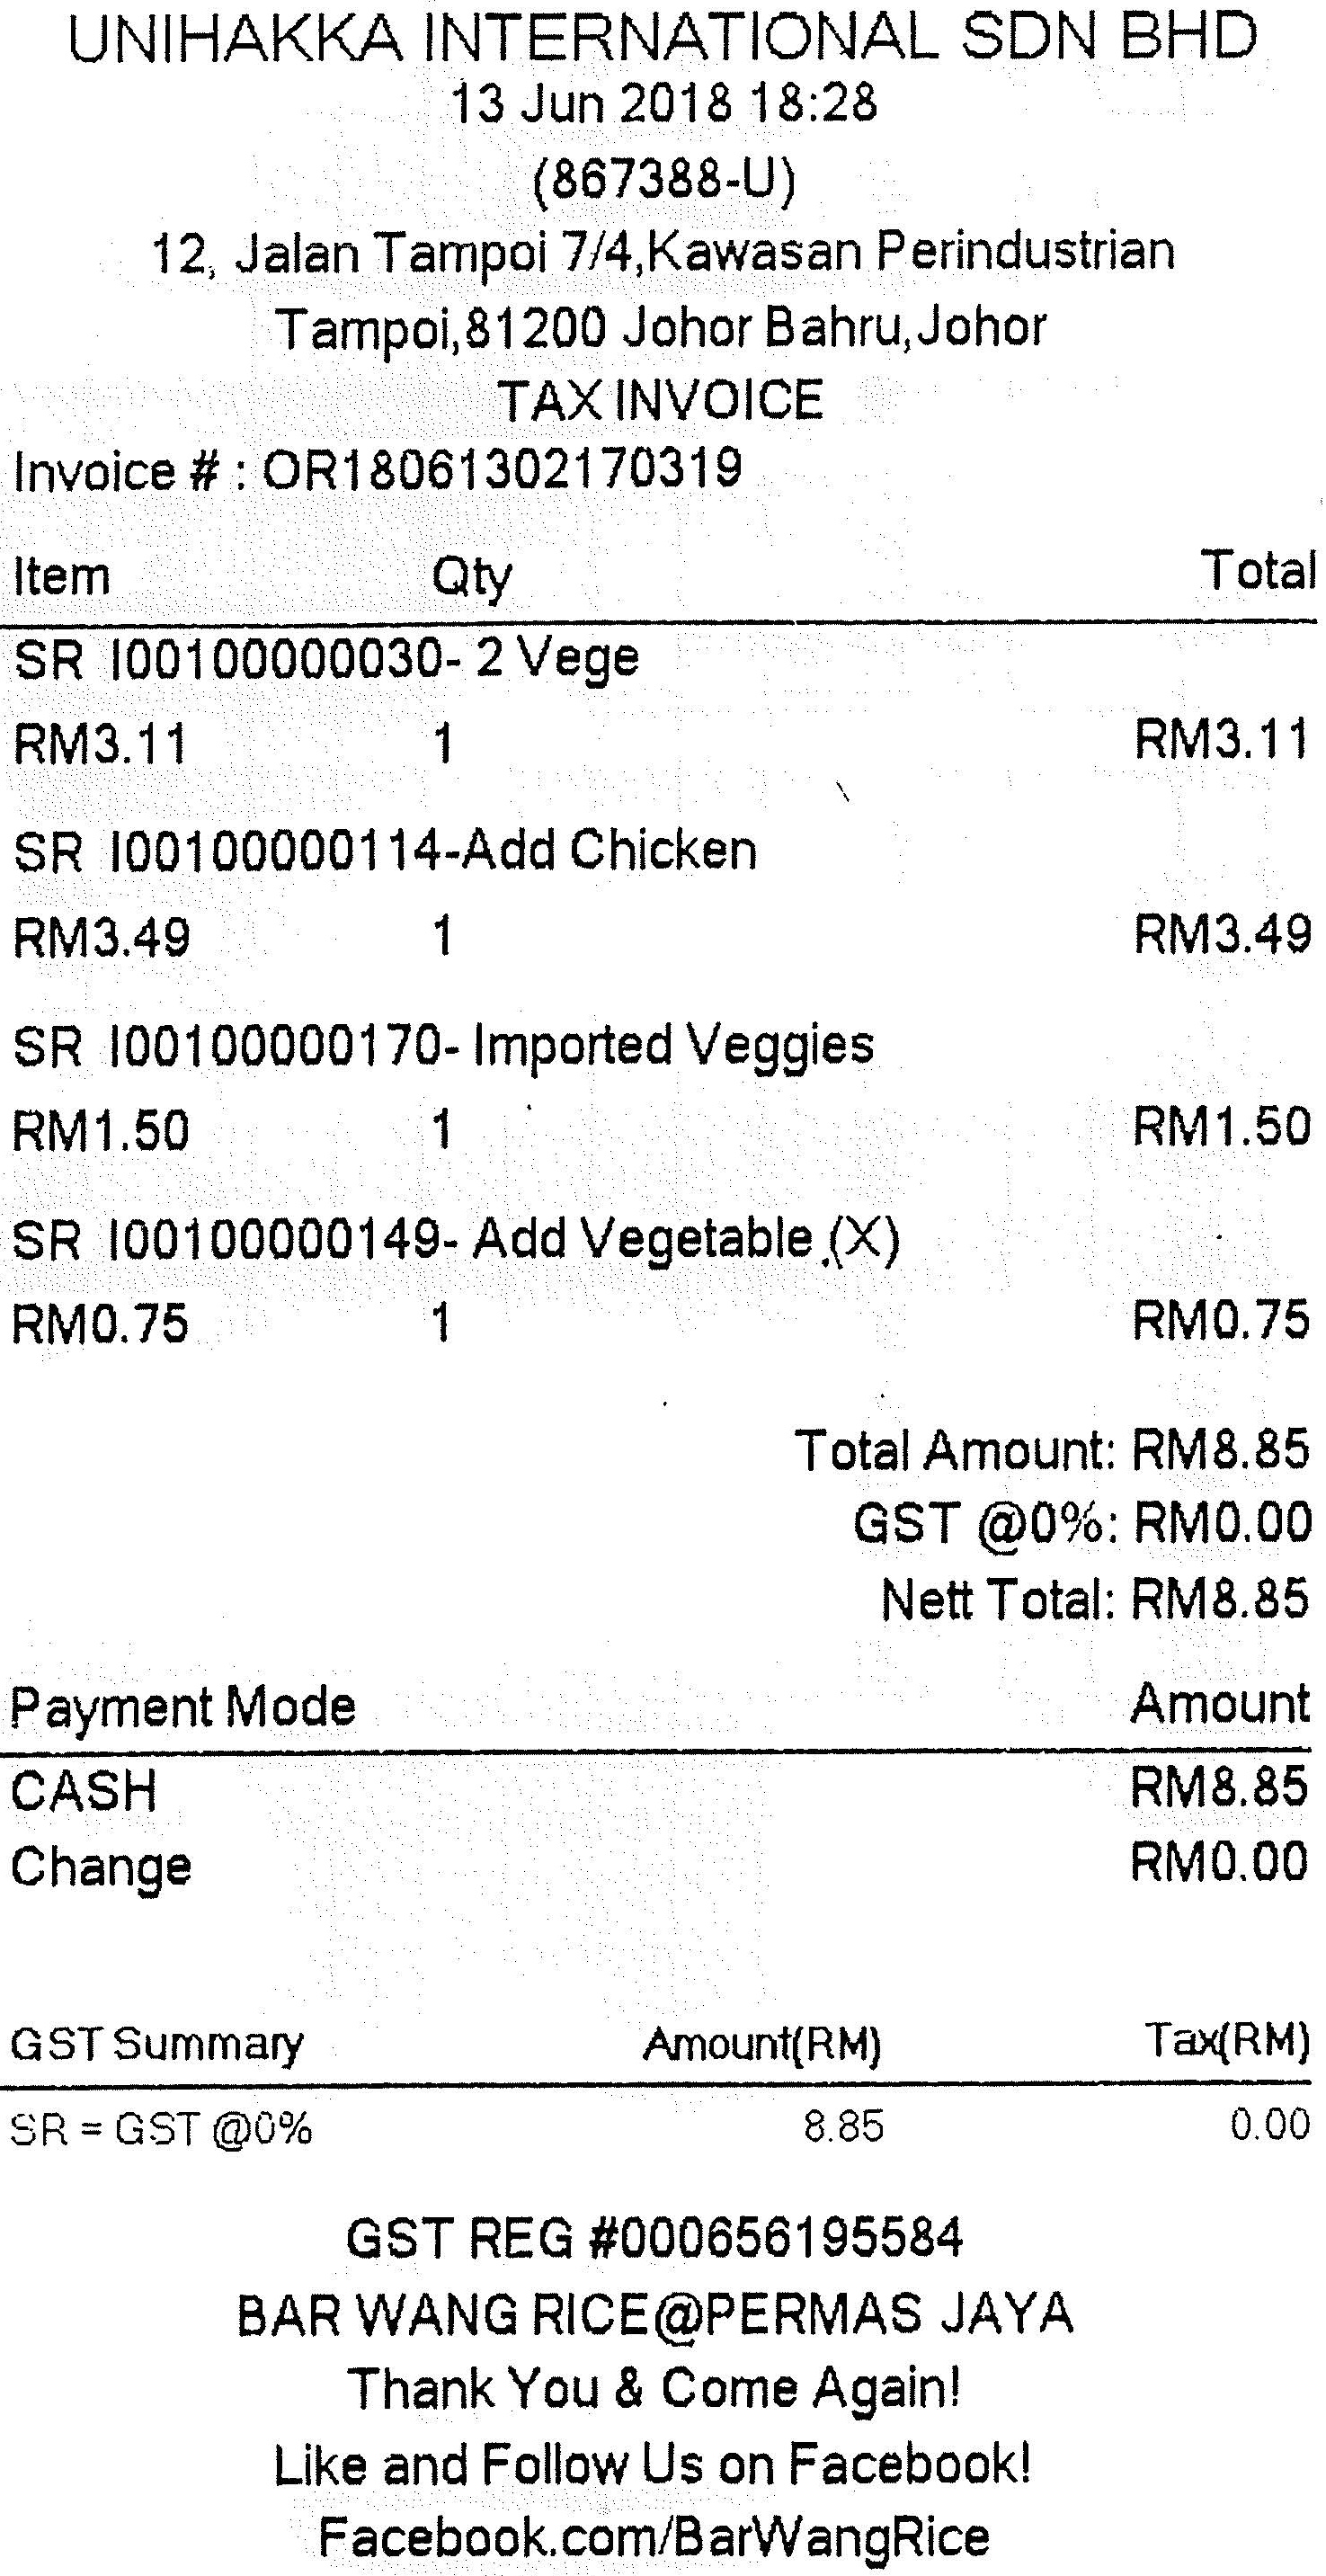 UNIHAKKA INTERNATIONAL SDN BHD
13 Jun 2018 18:28
(867388-U)
12, Jalan Tampoi 7/4,Kawasan Perindustrian
Tampoi,81200 Johor Bahru,Johor
TAX INVOICE
Invoice # : OR18061302170319
Item Qty Total
SR I00100000030- 2 Vege
RM3.11 1 RM3.11
SR I00100000114-Add Chicken
RM3.49 1 RM3.49
SR I00100000170- Imported Veggies
RM1.50 1 RM1.50
SR I00100000149- Add Vegetable (X)
RM0.75 1 RM0.75
Total Amount: RM8.85
GST @0%: RM0.00
Nett Total: RM8.85
Payment Mode Amount
CASH RM8.85
Change RM0.00
GST Summary Amount(RM) Tax(RM)
SR = GST @0% 8.85 0.00
GST REG #000656195584
BAR WANG RICE@PERMAS JAYA
Thank You & Come Again!
Like and Follow Us on Facebook!
Facebook.com/BarWangRice